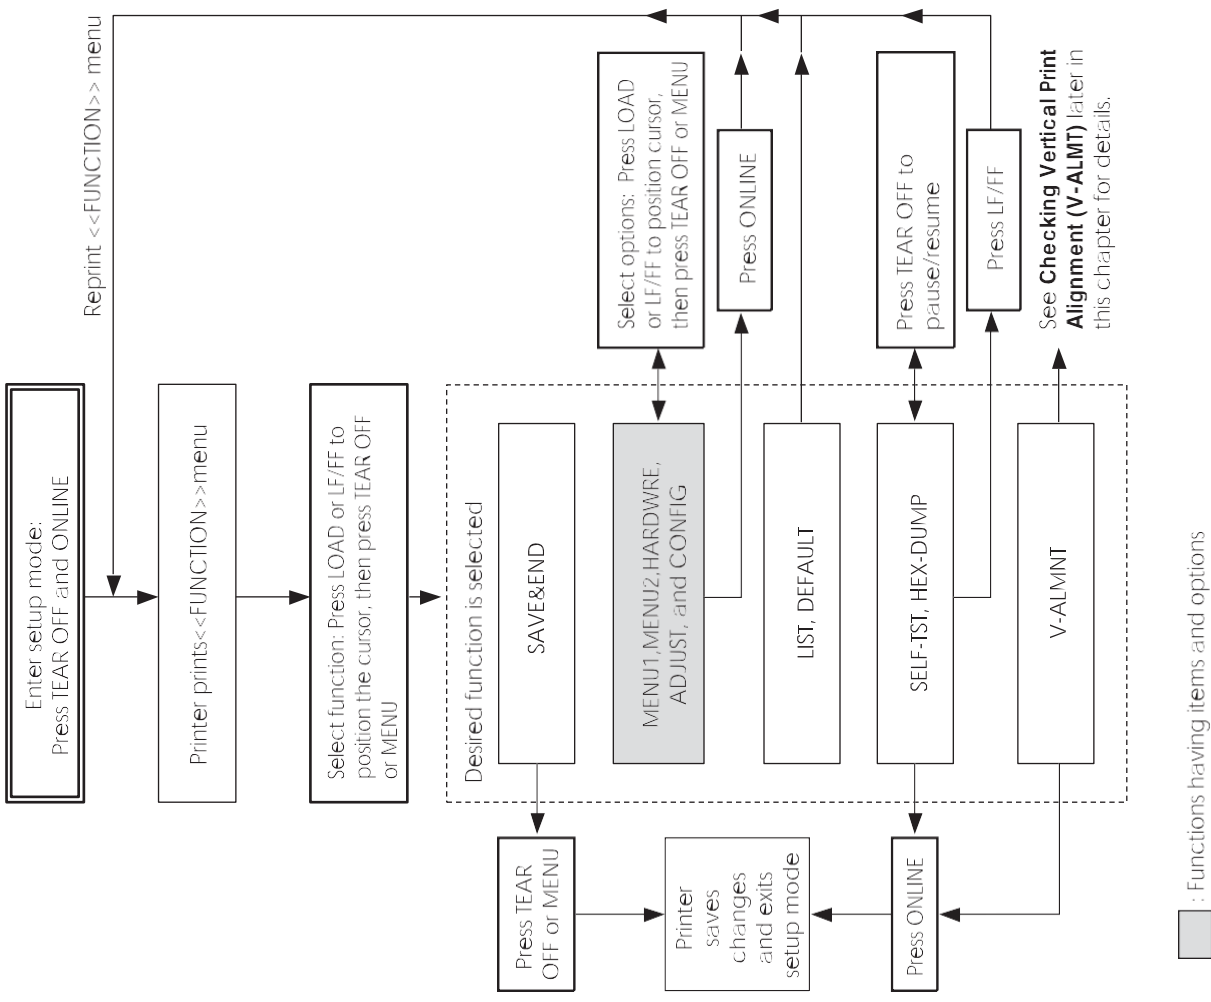 Reprint <<FUNCTION>> menu
Enter setup mode:
Press TEAR OFF and ONLINE
Printer prints<<FUNCTION>>menu
Select function: Press LOAD or LF/FF to
position the cursor, then press TEAR OFF
or MENU
Desired function is selected
SAVE&END
Press TEAR
OFF or MENU
Printer
saves
changes
and exits
setup mode
MENU1,MENU2,HARDWRE,
ADJUST, and CONFIG
Select options: Press LOAD
or LF/FF to position cursor,
then press TEAR OFF or MENU
Press ONLINE
LIST, DEFAULT
SELF-TST, HEX-DUMP
Press TEAR OFF to
pause/resume
Press LF/FF
Press ONLINE
V-ALMNT
See Checking Vertical Print
Alignment (V-ALMT) later in
this chapter for details.
: Functions having items and options